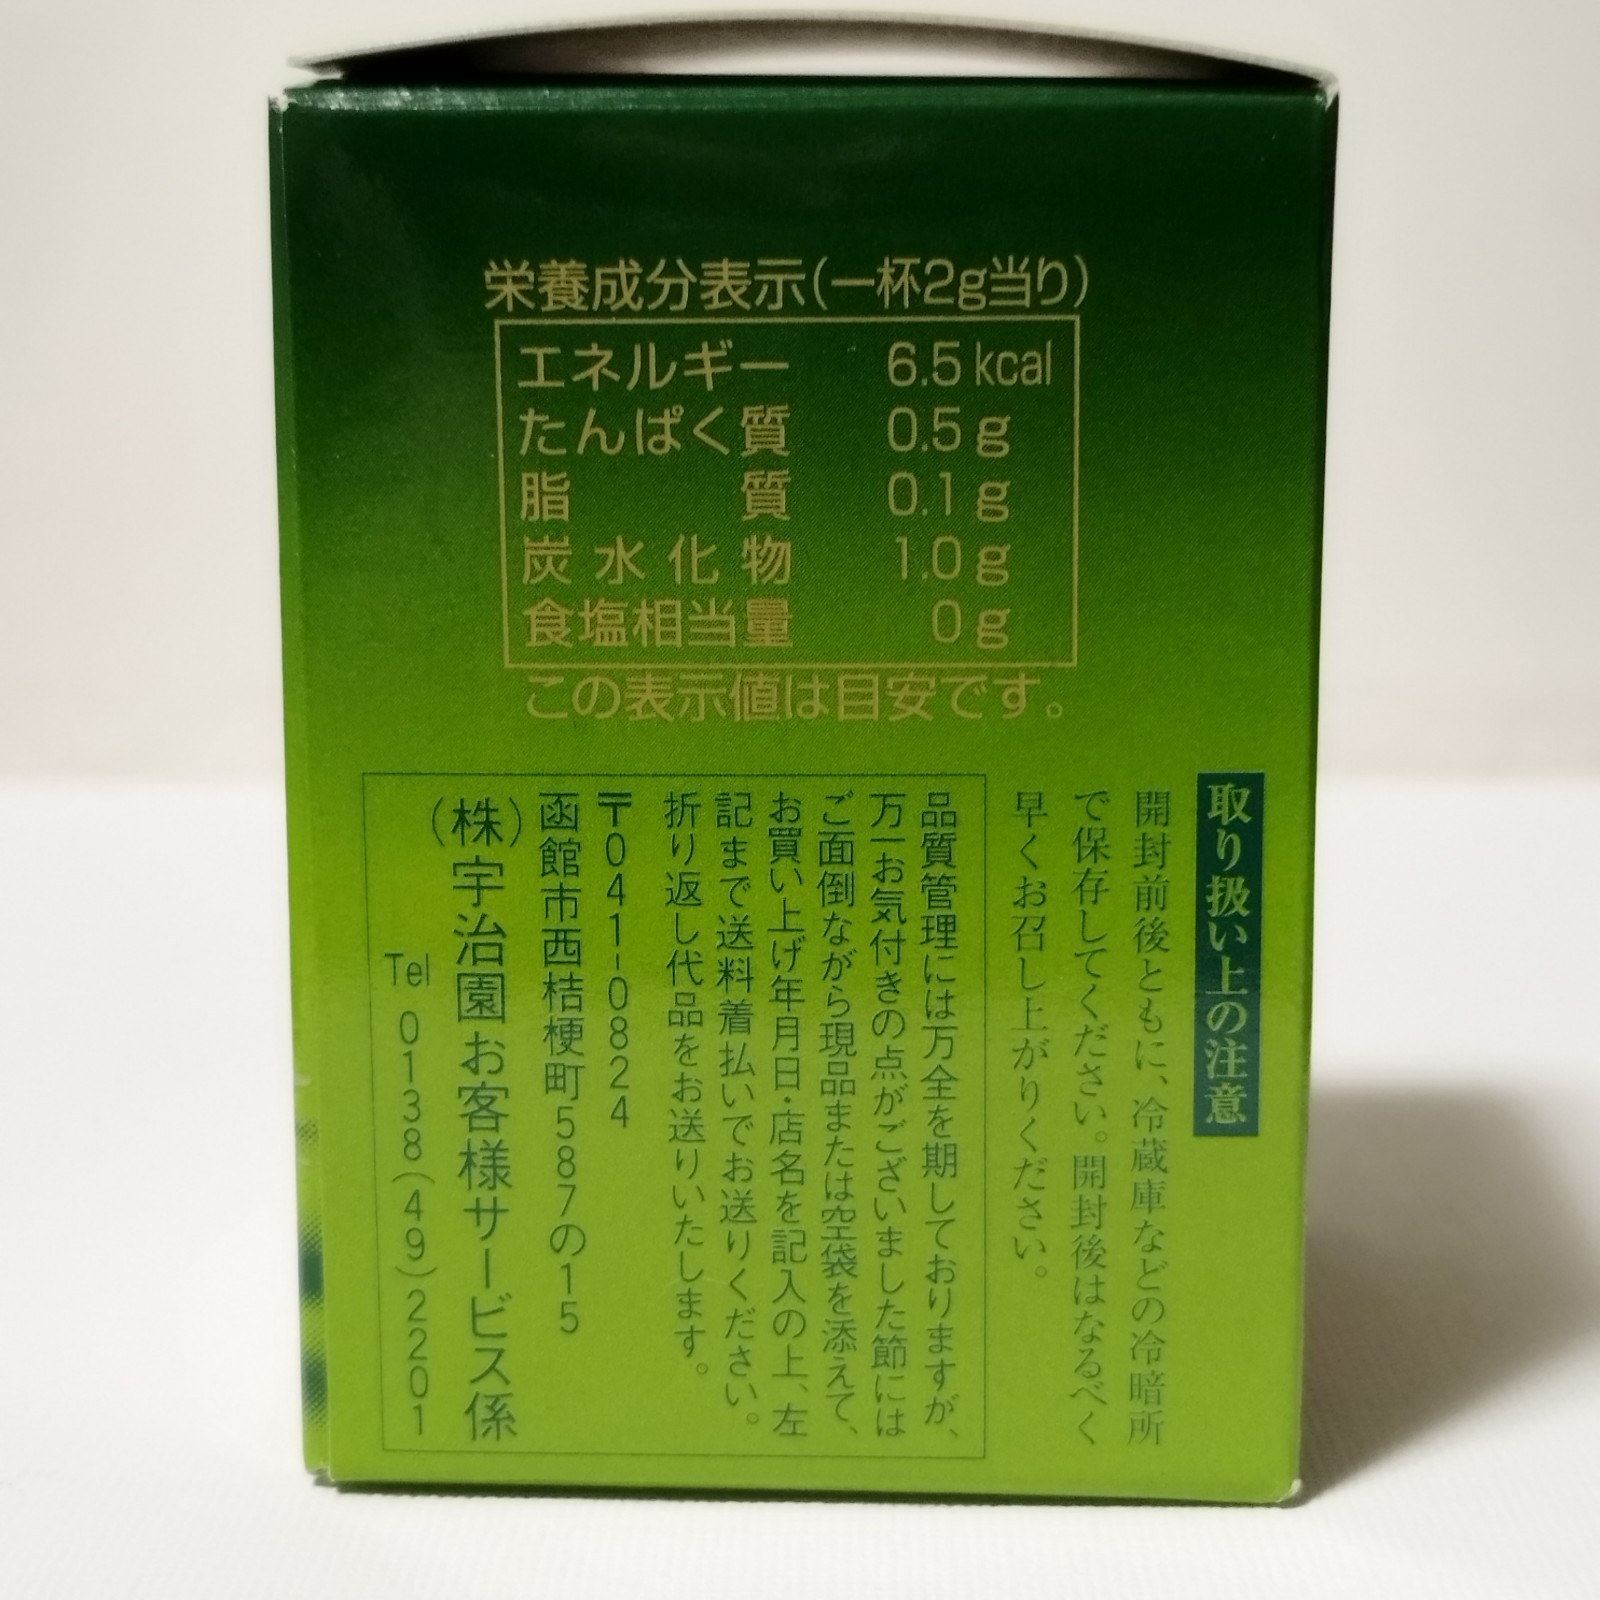 栄養成分表示(一杯2g当り)
エネルギー 6.5 kcal
たんぱく質 0.5 g
脂質 0.1 g
炭水化物 1.0 g
食塩相当量 0 g
この表示値は目安です。
取り扱い上の注意
開封前後ともに、冷蔵庫などの冷暗所
で保存してください。開封後はなるべく
早くお召し上がりください。
品質管理には万全を期しておりますが、
万一お気付きの点がございました節には
ご面倒ながら現品または空袋を添えて、
お買い上げ年月日・店名を記入の上、左
記まで送料着払いでお送りください。
折り返し代品をお送りいたします。
〒041-0824
函館市西桔梗町587の15
(株)宇治園お客様サービス係
Tel 0138(49)2201